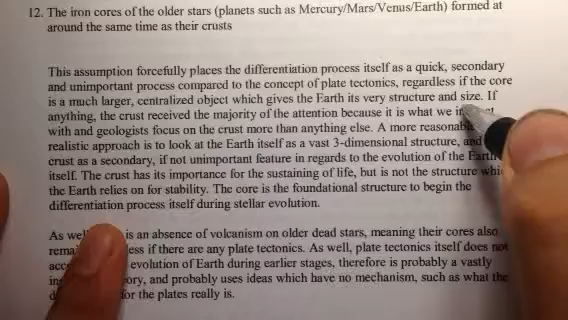 12. The iron cores of the older stars (planets such as Mercury/Mars/Venus/Earth) formed at
around the same time as their crusts
This assumption forcefully places the differentiation process itself as a quick, secondary
and unimportant process compared to the concept of plate tectonics, regardless if the core
is a much larger, centralized object which gives the Earth its very structure and size. If
anything, the crust received the majority of the attention because it is what we
with and geologists focus on the crust more than anything else. A more
realistic approach is to look at the Earth itself as a vast 3-dimensional structure, and
crust as a secondary, if not unimportant feature in regards to the evolution of the Earth
itself. The crust has its importance for the sustaining of life, but is not the structure
the Earth relies on for stability. The core is the foundational structure to begin the
differentiation process itself during stellar evolution.
As is an absence of volcanism on older dead stars, meaning their cores also
if there are any plate tectonics. As well, plate tectonics itself does not
evolution of Earth during earlier stages, therefore is probably a vastly
and probably uses ideas which have no mechanism, such as what the
for the plates really is.